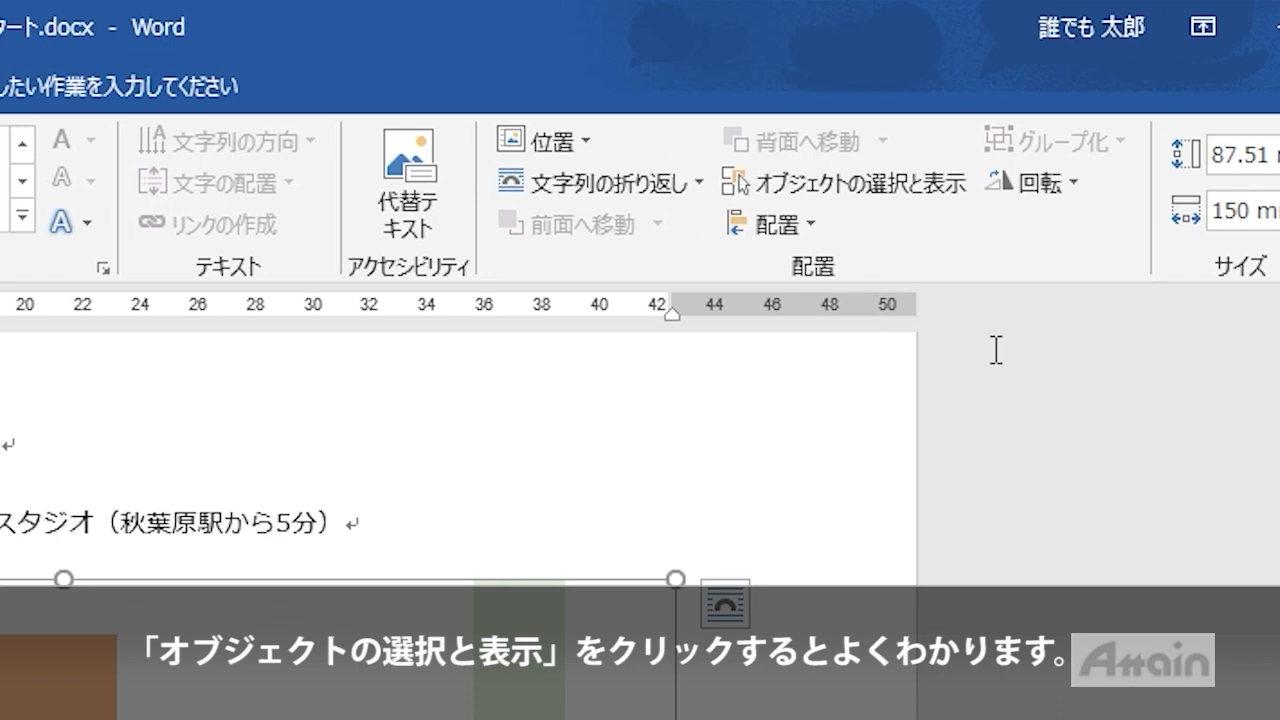 ート.docx - Word
誰でも 太郎
したい作業を入力してください
A
A
A
文字列の方向
文字の配置
リンクの作成
テキスト
代替テ
キスト
アクセシビリティ
位置
文字列の折り返し
前面へ移動
背面へ移動
オブジェクトの選択と表示
配置
グループ化
回転
配置
87.51
150 mm
サイズ
20 22 24 26 28 30 32 34 36 38 40 42 44 46 48 50
スタジオ（秋葉原駅から5分）
「オブジェクトの選択と表示」をクリックするとよくわかります。
Attain